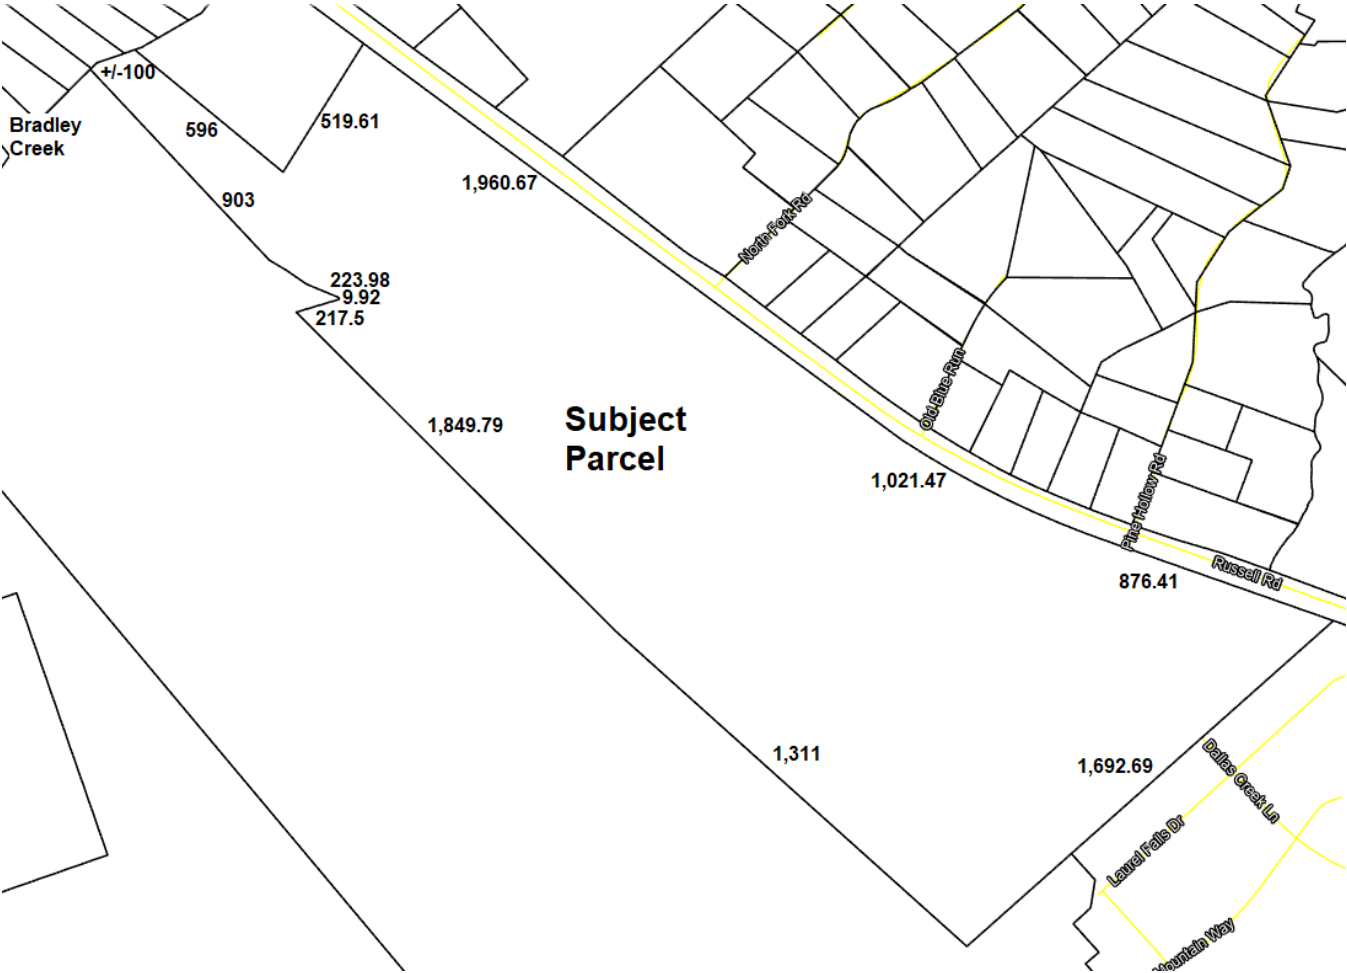 +/-100
Bradley
Creek
596
519.61
903
1,960.67
North Fork Rd
223.98
9.92
217.5
Old Blue Run
1,849.79
Subject
Parcel
1,021.47
Pine Hollow Rd
Russell Rd
876.41
1,311
1,692.69
Dallas Creek Ln
Laurel Falls Dr
Mountain Way